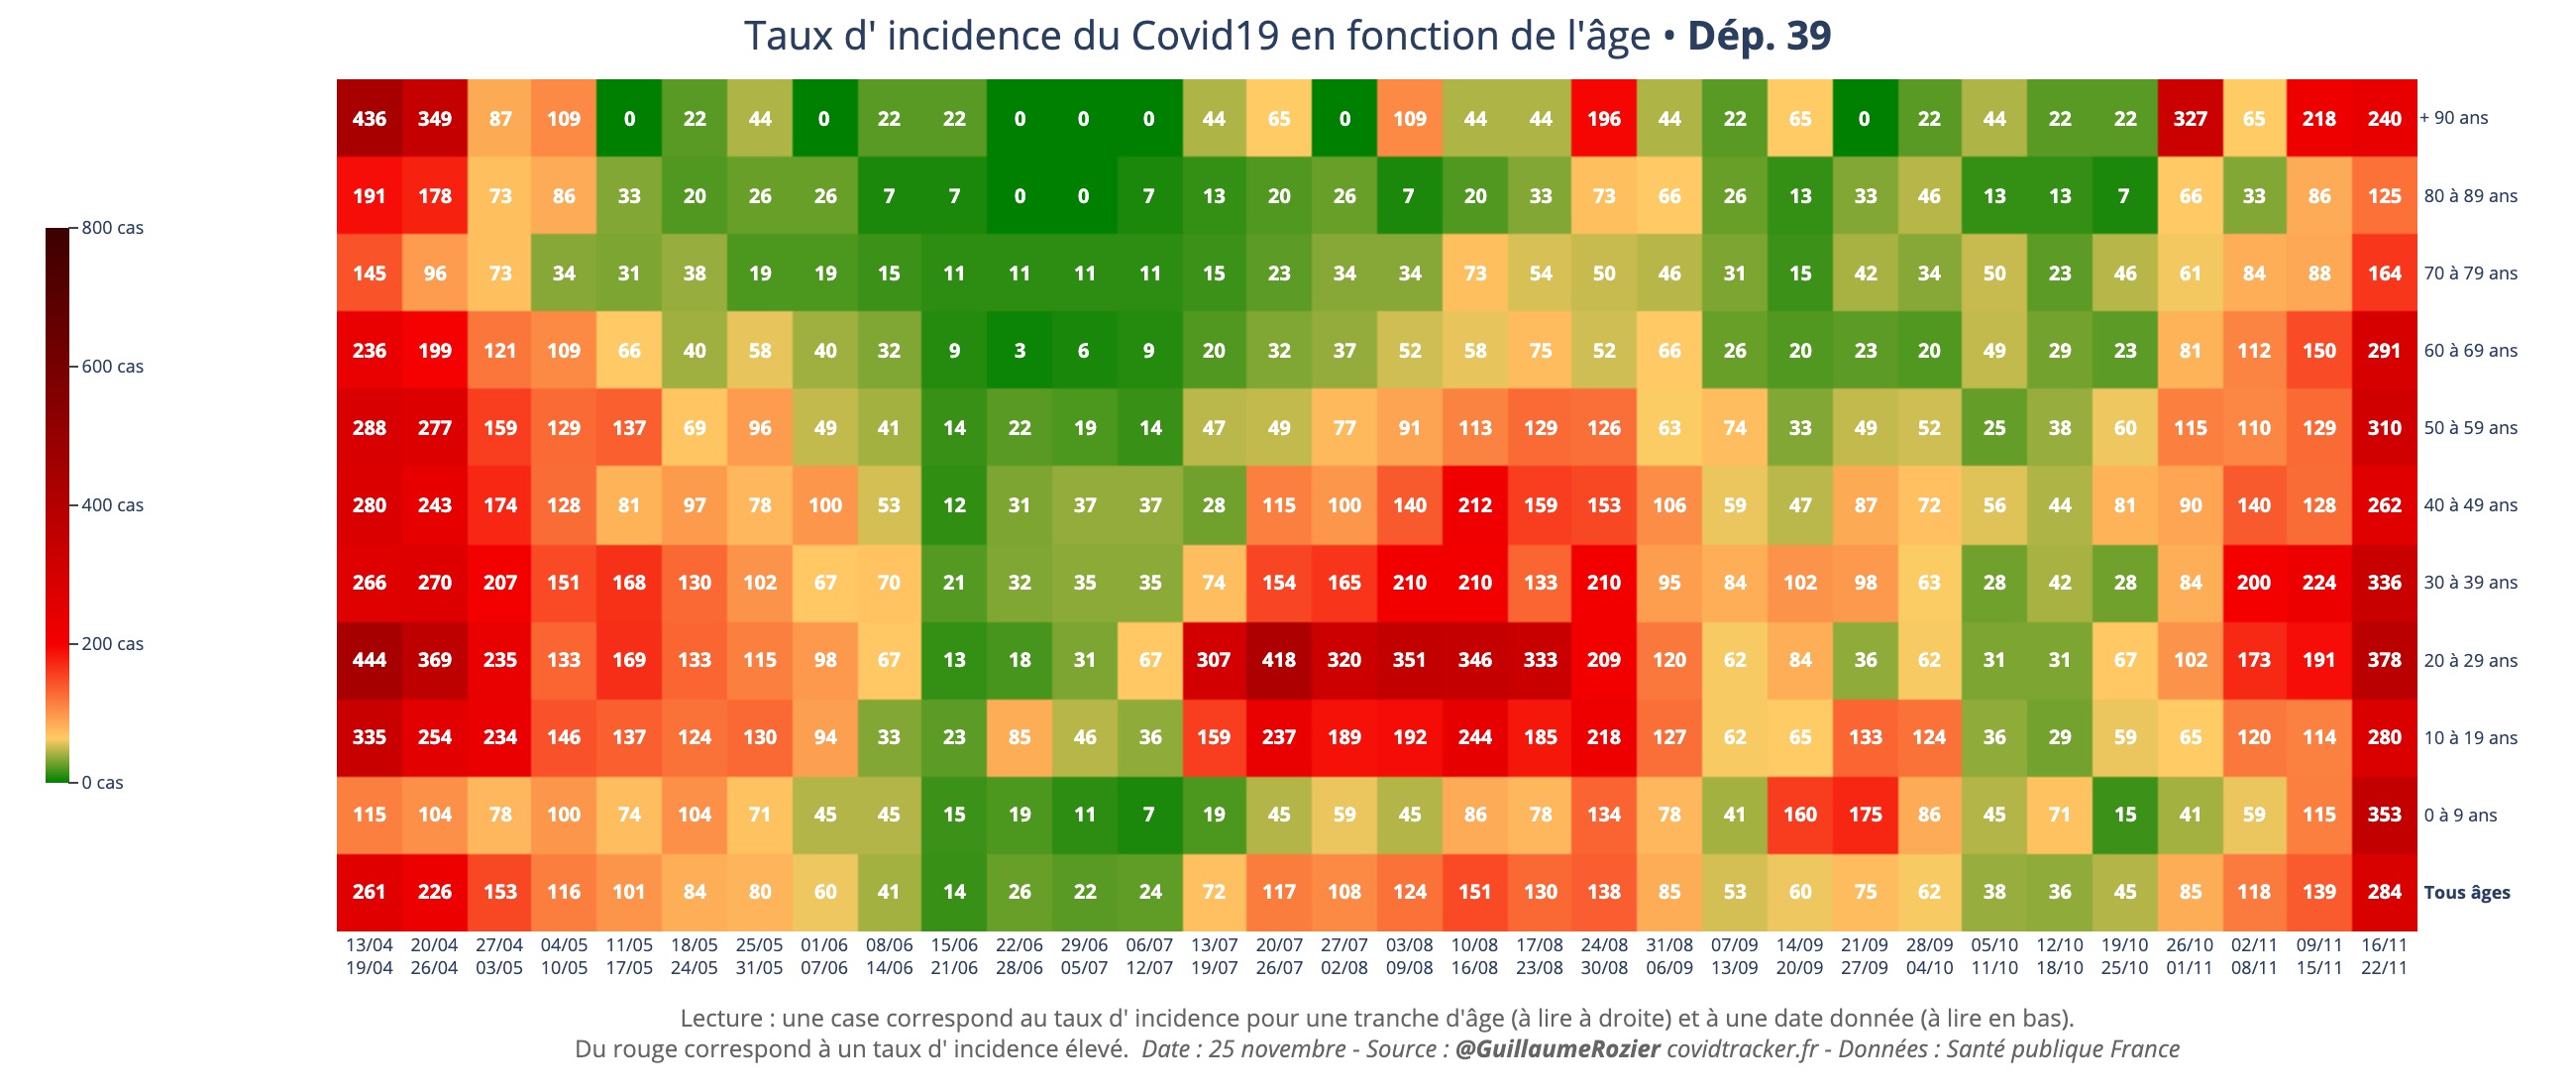 Taux d' incidence du Covid19 en fonction de l'âge • Dép. 39
436 349 87 109 0 22 44 0 22 22 0 0 0 44 65 0 109 44 44 196 44 22 65 0 22 44 22 22 327 65 218 240 + 90 ans
191 178 73 86 33 20 26 26 7 7 0 0 7 13 20 26 7 20 33 73 66 26 13 33 46 13 13 7 66 33 86 125 80 à 89 ans
800 cas
145 96 73 34 31 38 19 19 15 11 11 11 11 15 23 34 34 73 54 50 46 31 15 42 34 50 23 46 61 84 88 164 70 à 79 ans
236 199 121 109 66 40 58 40 32 9 3 6 9 20 32 37 52 58 75 52 66 26 20 23 20 49 29 23 81 112 150 291 60 à 69 ans
600 cas
288 277 159 129 137 69 96 49 41 14 22 19 14 47 49 77 91 113 129 126 63 74 33 49 52 25 38 60 115 110 129 310 50 à 59 ans
400 cas
280 243 174 128 81 97 78 100 53 12 31 37 37 28 115 100 140 212 159 153 106 59 47 87 72 56 44 81 90 140 128 262 40 à 49 ans
266 270 207 151 168 130 102 67 70 21 32 35 35 74 154 165 210 210 133 210 95 84 102 98 63 28 42 28 84 200 224 336 30 à 39 ans
200 cas
444 369 235 133 169 133 115 98 67 13 18 31 67 307 418 320 351 346 333 209 120 62 84 36 62 31 31 67 102 173 191 378 20 à 29 ans
335 254 234 146 137 124 130 94 33 23 85 46 36 159 237 189 192 244 185 218 127 62 65 133 124 36 29 59 65 120 114 280 10 à 19 ans
0 cas
115 104 78 100 74 104 71 45 45 15 19 11 7 19 45 59 45 86 78 134 78 41 160 175 86 45 71 15 41 59 115 353 0 à 9 ans
261 226 153 116 101 84 80 60 41 14 26 22 24 72 117 108 124 151 130 138 85 53 60 75 62 38 36 45 85 118 139 284 Tous âges
13/04 20/04 27/04 04/05 11/05 18/05 25/05 01/06 08/06 15/06 22/06 29/06 06/07 13/07 20/07 27/07 03/08 10/08 17/08 24/08 31/08 07/09 14/09 21/09 28/09 05/10 12/10 19/10 26/10 02/11 09/11 16/11
19/04 26/04 03/05 10/05 17/05 24/05 31/05 07/06 14/06 21/06 28/06 05/07 12/07 19/07 26/07 02/08 09/08 16/08 23/08 30/08 06/09 13/09 20/09 27/09 04/10 11/10 18/10 25/10 01/11 08/11 15/11 22/11
Lecture : une case correspond au taux d' incidence pour une tranche d'âge (à lire à droite) et à une date donnée (à lire en bas).
Du rouge correspond à un taux d' incidence élevé. Date : 25 novembre - Source : @GuillaumeRozier covidtracker.fr - Données : Santé publique France